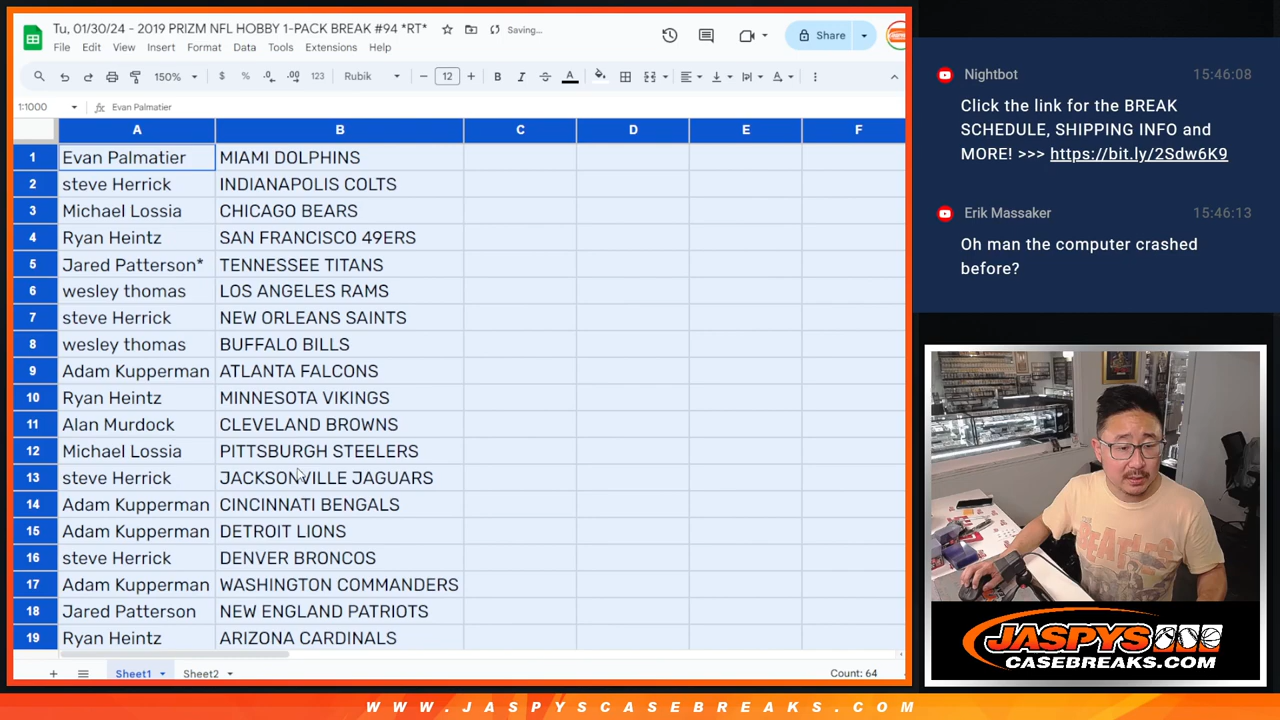 Tu, 01/30/24 - 2019 PRIZM NFL HOBBY 1-PACK BREAK #94 *RT*
Saving...
File Edit View Insert Format Data Tools Extensions Help
Share
150% $ % .0 .00 123 Rubik 12 B I A
1:1000 fx Evan Palmatier
A B C D E F
1 Evan Palmatier MIAMI DOLPHINS
2 steve Herrick INDIANAPOLIS COLTS
3 Michael Lossia CHICAGO BEARS
4 Ryan Heintz SAN FRANCISCO 49ERS
5 Jared Patterson* TENNESSEE TITANS
6 wesley thomas LOS ANGELES RAMS
7 steve Herrick NEW ORLEANS SAINTS
8 wesley thomas BUFFALO BILLS
9 Adam Kupperman ATLANTA FALCONS
10 Ryan Heintz MINNESOTA VIKINGS
11 Alan Murdock CLEVELAND BROWNS
12 Michael Lossia PITTSBURGH STEELERS
13 steve Herrick JACKSONVILLE JAGUARS
14 Adam Kupperman CINCINNATI BENGALS
15 Adam Kupperman DETROIT LIONS
16 steve Herrick DENVER BRONCOS
17 Adam Kupperman WASHINGTON COMMANDERS
18 Jared Patterson NEW ENGLAND PATRIOTS
19 Ryan Heintz ARIZONA CARDINALS
Sheet1 Sheet2 Count: 64
Nightbot 15:46:08
Click the link for the BREAK
SCHEDULE, SHIPPING INFO and
MORE! >>> https://bit.ly/2Sdw6K9
Erik Massaker 15:46:13
Oh man the computer crashed
before?
JASPYS
CASEBREAKS.COM
WWW.JASPYSCASEBREAKS.COM